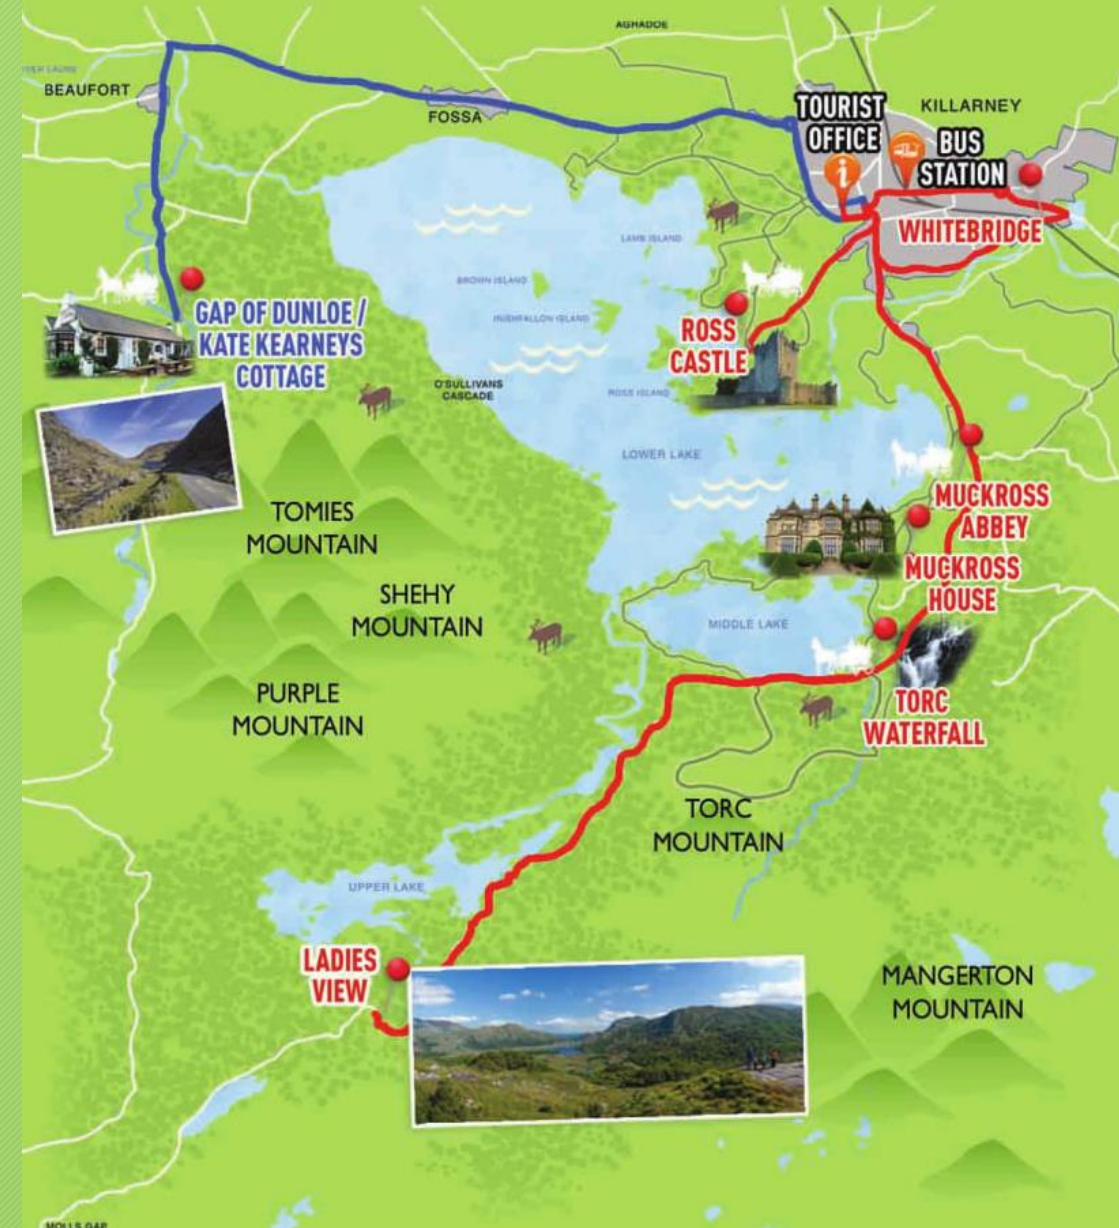 AGHADOE
BEAUFORT
FOSSA
TOURIST
OFFICE
KILLARNEY
BUS
STATION
WHITEBRIDGE
LAMB ISLAND
BROWN ISLAND
GAP OF DUNLOE /
KATE KEARNEYS
COTTAGE
ROSS
CASTLE
O'SULLIVANS
CASCADE
ROSS ISLAND
LOWER LAKE
MUCKROSS
ABBEY
TOMIES
MOUNTAIN
MUCKROSS
HOUSE
SHEHY
MOUNTAIN
MIDDLE LAKE
PURPLE
MOUNTAIN
TORC
WATERFALL
TORC
MOUNTAIN
UPPER LAKE
LADIES
VIEW
MANGERTON
MOUNTAIN
MOLLS GAP